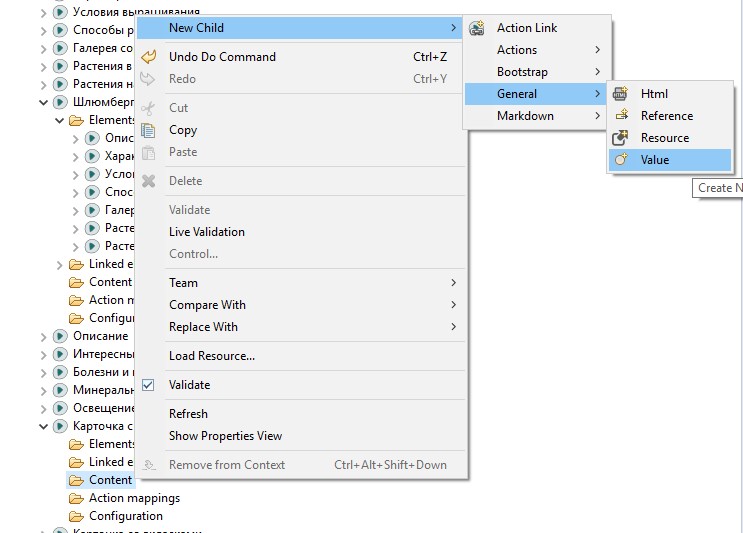 Условия выращивания
Способы р
Галерея со
Растения в
Растения н
Шлюмберг
Elements
Опис
Харак
Усло
Спос
Галер
Расте
Расте
Linked e
Content
Action m
Configur
Описание
Интересны
Болезни и
Минеральн
Освещение
Карточка с
Elements
Linked e
Content
Action mappings
Configuration
New Child
Undo Do Command Ctrl+Z
Redo Ctrl+Y
Cut
Copy
Paste
Delete
Validate
Live Validation
Control...
Team
Compare With
Replace With
Load Resource...
Validate
Refresh
Show Properties View
Remove from Context Ctrl+Alt+Shift+Down
Action Link
Actions
Bootstrap
General
Markdown
Html
Reference
Resource
Value
Create N